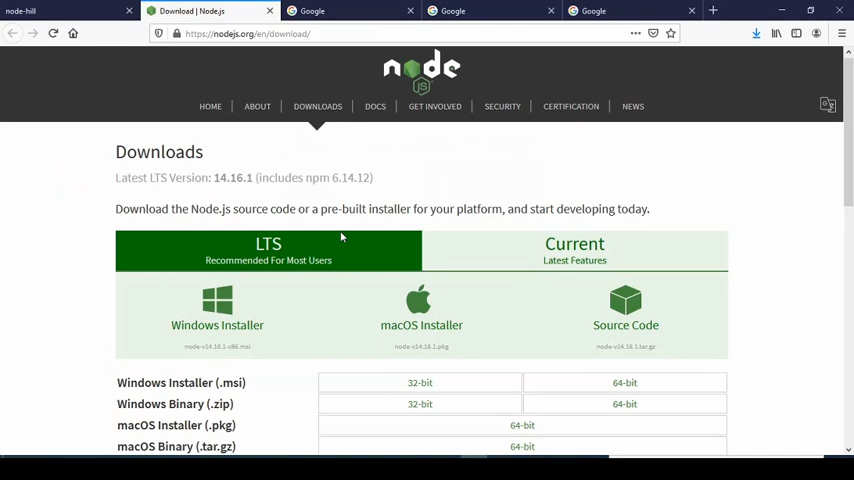 node-hill
Download | Node.js
Google
Google
Google
https://nodejs.org/en/download/
node
JS
HOME
ABOUT
DOWNLOADS
DOCS
GET INVOLVED
SECURITY
CERTIFICATION
NEWS
Downloads
Latest LTS Version: 14.16.1 (includes npm 6.14.12)
Download the Node.js source code or a pre-built installer for your platform, and start developing today.
LTS
Recommended For Most Users
Current
Latest Features
Windows Installer
node-v14.16.1-x86.msi
macOS Installer
node-v14.16.1.pkg
Source Code
node-v14.16.1.tar.gz
Windows Installer (.msi)
32-bit
64-bit
Windows Binary (.zip)
32-bit
64-bit
macOS Installer (.pkg)
64-bit
macOS Binary (.tar.gz)
64-bit